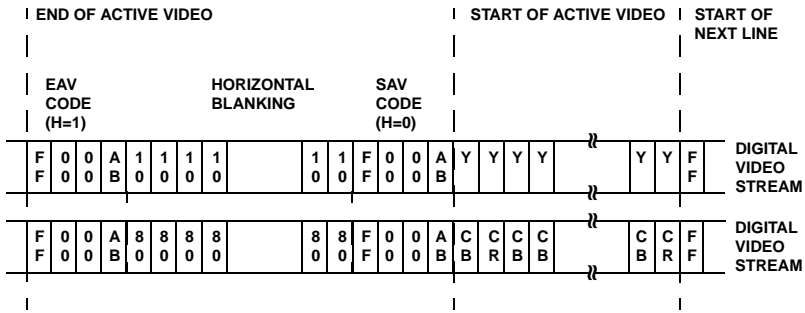 END OF ACTIVE VIDEO
START OF ACTIVE VIDEO
START OF
NEXT LINE
EAV
CODE
(H=1)
HORIZONTAL
BLANKING
SAV
CODE
(H=0)
F 0 0 A 1 1 1 1 1 1 F 0 0 A Y Y Y Y Y Y F
F 0 0 B 0 0 0 0 0 0 F 0 0 B F
DIGITAL
VIDEO
STREAM
F 0 0 A 8 8 8 8 8 8 F 0 0 A C C C C C C F
F 0 0 B 0 0 0 0 0 0 F 0 0 B B R B B B R F
DIGITAL
VIDEO
STREAM